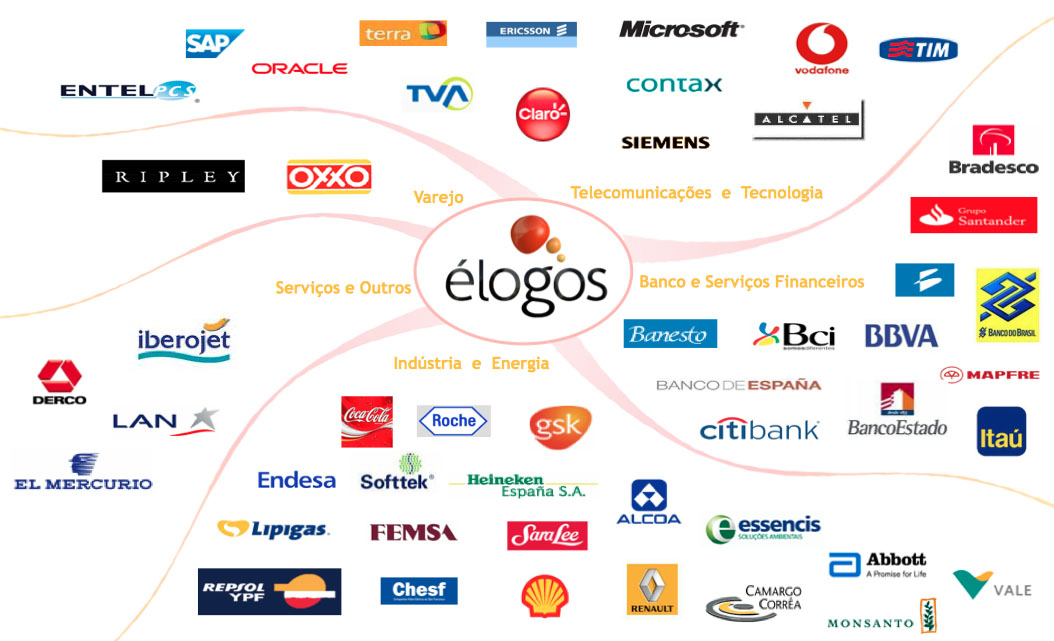 SAP
terra
ERICSSON
Microsoft
vodafone
TIM
ORACLE
ENTEL PCS
TVA
Claro
contax
ALCATEL
SIEMENS
Bradesco
RIPLEY
OXXO
Varejo
Telecomunicações e Tecnologia
Grupo
Santander
élogos
Serviços e Outros
Banco e Serviços Financeiros
BANCO DO BRASIL
iberojet
Banesto
Bci
somos diferentes
BBVA
Indústria e Energia
MAPFRE
DERCO
BANCO DE ESPAÑA
desde 1855
BancoEstado
LAN
Coca-Cola
Roche
gsk
citibank
Itaú
EL MERCURIO
Endesa
Softtek
Heineken
España S.A.
ALCOA
LIPIGAS
FEMSA
Sara Lee
essencis
SOLUÇÕES AMBIENTAIS
Abbott
A Promise for Life
REPSOL
YPF
Chesf
RENAULT
CAMARGO
CORRÊA
VALE
MONSANTO